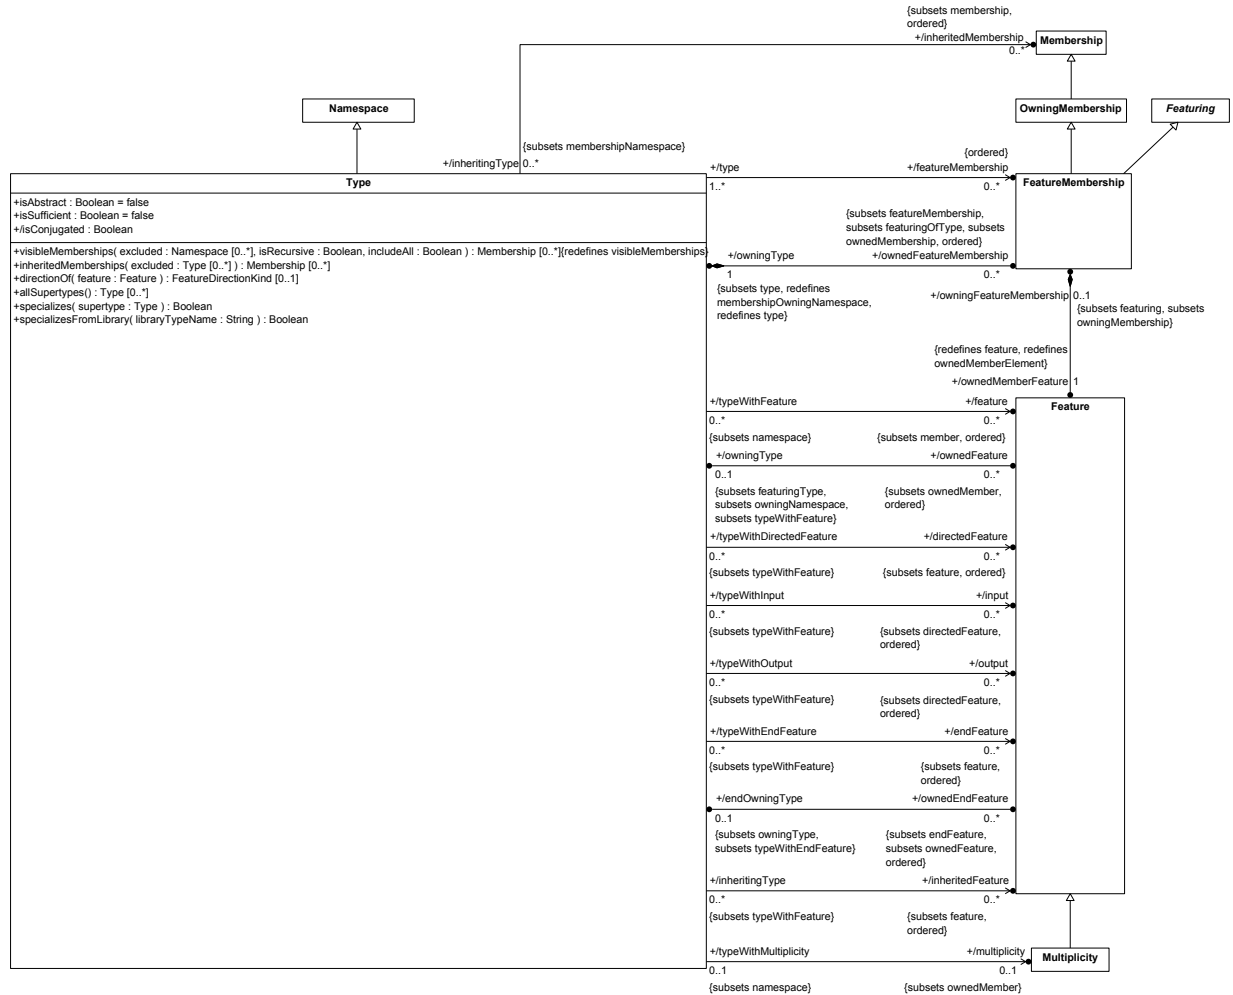 {subsets membership,
ordered}
+/inheritedMembership
0..*
Membership
Namespace
OwningMembership
Featuring
{subsets membershipNamespace}
+/inheritingType 0..*
Type
+isAbstract : Boolean = false
+isSufficient : Boolean = false
+/isConjugated : Boolean
+visibleMemberships( excluded : Namespace [0..*], isRecursive : Boolean, includeAll : Boolean ) : Membership [0..*]{redefines visibleMemberships}
+inheritedMemberships( excluded : Type [0..*] ) : Membership [0..*]
+directionOf( feature : Feature ) : FeatureDirectionKind [0..1]
+allSupertypes() : Type [0..*]
+specializes( supertype : Type ) : Boolean
+specializesFromLibrary( libraryTypeName : String ) : Boolean
{ordered}
+/type +/featureMembership
1..* 0..*
FeatureMembership
{subsets featureMembership,
subsets featuringOfType, subsets
ownedMembership, ordered}
+/owningType +/ownedFeatureMembership
1 0..*
{subsets type, redefines
membershipOwningNamespace,
redefines type}
+/owningFeatureMembership 0..1
{subsets featuring, subsets
owningMembership}
{redefines feature, redefines
ownedMemberElement}
+/ownedMemberFeature 1
Feature
+/typeWithFeature +/feature
0..* 0..*
{subsets namespace} {subsets member, ordered}
+/owningType +/ownedFeature
0..1 0..*
{subsets featuringType,
subsets owningNamespace,
subsets typeWithFeature}
{subsets ownedMember,
ordered}
+/typeWithDirectedFeature +/directedFeature
0..* 0..*
{subsets typeWithFeature} {subsets feature, ordered}
+/typeWithInput +/input
0..* 0..*
{subsets typeWithFeature} {subsets directedFeature,
ordered}
+/typeWithOutput +/output
0..* 0..*
{subsets typeWithFeature} {subsets directedFeature,
ordered}
+/typeWithEndFeature +/endFeature
0..* 0..*
{subsets typeWithFeature} {subsets feature,
ordered}
+/endOwningType +/ownedEndFeature
0..1 0..*
{subsets owningType,
subsets typeWithEndFeature}
{subsets endFeature,
subsets ownedFeature,
ordered}
+/inheritingType +/inheritedFeature
0..* 0..*
{subsets typeWithFeature} {subsets feature,
ordered}
+/typeWithMultiplicity +/multiplicity
0..1 0..1
{subsets namespace} {subsets ownedMember}
Multiplicity